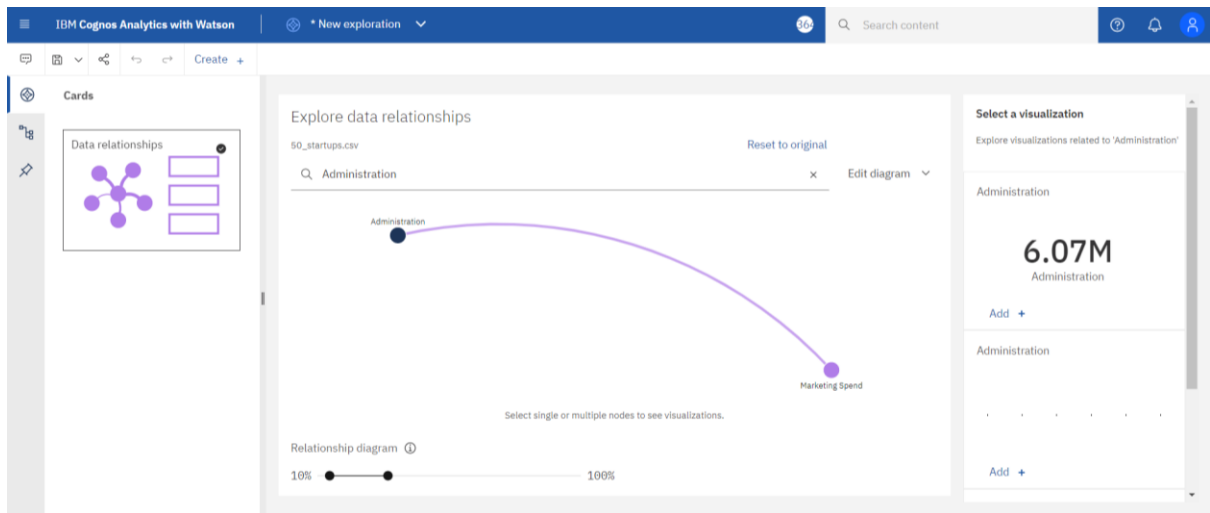 IBM Cognos Analytics with Watson
* New exploration
364
Search content
Create +
Cards
Data relationships
Explore data relationships
50_startups.csv
Reset to original
Administration
Edit diagram
Administration
Marketing Spend
Select single or multiple nodes to see visualizations.
Relationship diagram
10%
100%
Select a visualization
Explore visualizations related to 'Administration'
Administration
6.07M
Administration
Add +
Administration
Add +